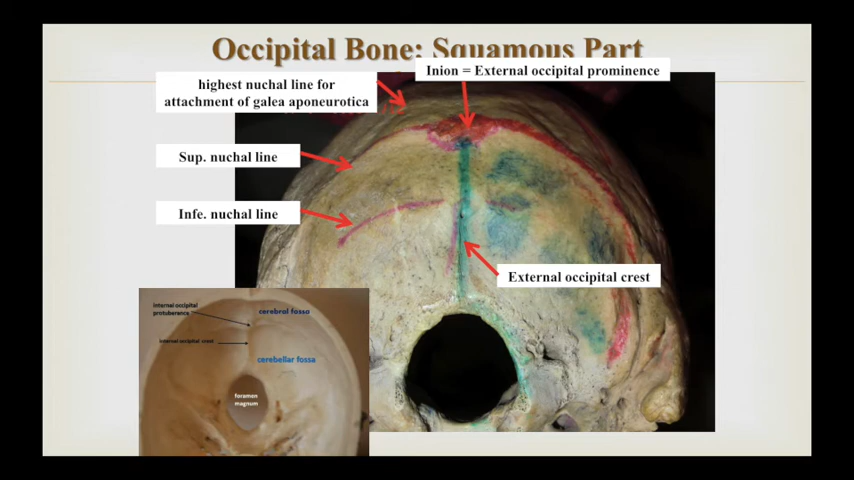 Occipital Bone: Squamous Part
Inion = External occipital prominence
highest nuchal line for
attachment of galea aponeurotica
Sup. nuchal line
Infe. nuchal line
External occipital crest
internal occipital
protuberence
cerebral fossa
internal occipital crest
cerebellar fossa
foramen
magnum